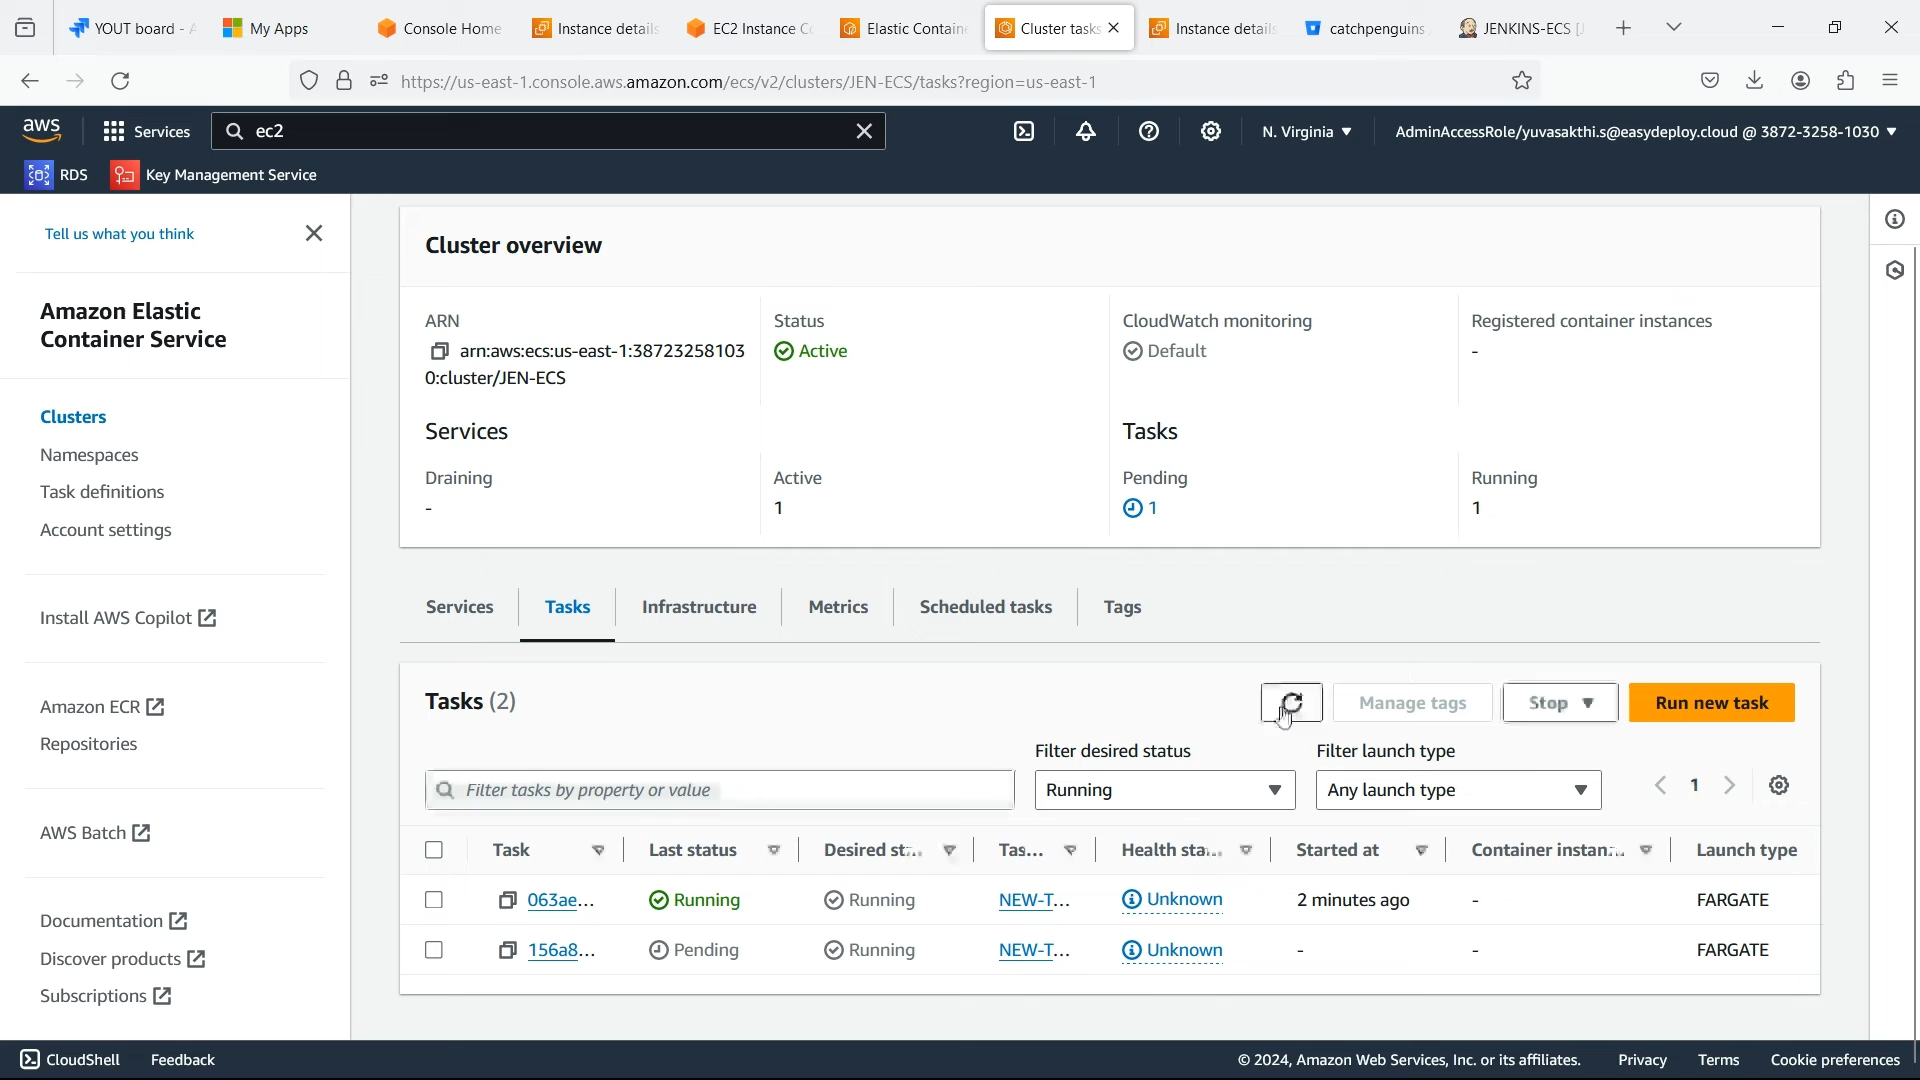 YOUT board - A
My Apps
Console Home
Instance details
EC2 Instance Co
Elastic Container
Cluster tasks
Instance details
catchpenguins
JENKINS-ECS [J
https://us-east-1.console.aws.amazon.com/ecs/v2/clusters/JEN-ECS/tasks?region=us-east-1
aws
Services
ec2
N. Virginia
AdminAccessRole/yuvasakthi.s@easydeploy.cloud @ 3872-3258-1030
RDS
Key Management Service
Tell us what you think
Amazon Elastic
Container Service
Clusters
Namespaces
Task definitions
Account settings
Install AWS Copilot
Amazon ECR
Repositories
AWS Batch
Documentation
Discover products
Subscriptions
Cluster overview
ARN
arn:aws:ecs:us-east-1:38723258103
0:cluster/JEN-ECS
Status
Active
CloudWatch monitoring
Default
Registered container instances
-
Services
Tasks
Draining
-
Active
1
Pending
1
Running
1
Services
Tasks
Infrastructure
Metrics
Scheduled tasks
Tags
Tasks (2)
Manage tags
Stop
Run new task
Filter desired status
Filter launch type
Filter tasks by property or value
Running
Any launch type
1
Task
Last status
Desired st...
Tas...
Health sta...
Started at
Container instan...
Launch type
063ae... Running Running NEW-T... Unknown 2 minutes ago - FARGATE
156a8... Pending Running NEW-T... Unknown - - FARGATE
CloudShell
Feedback
© 2024, Amazon Web Services, Inc. or its affiliates.
Privacy
Terms
Cookie preferences